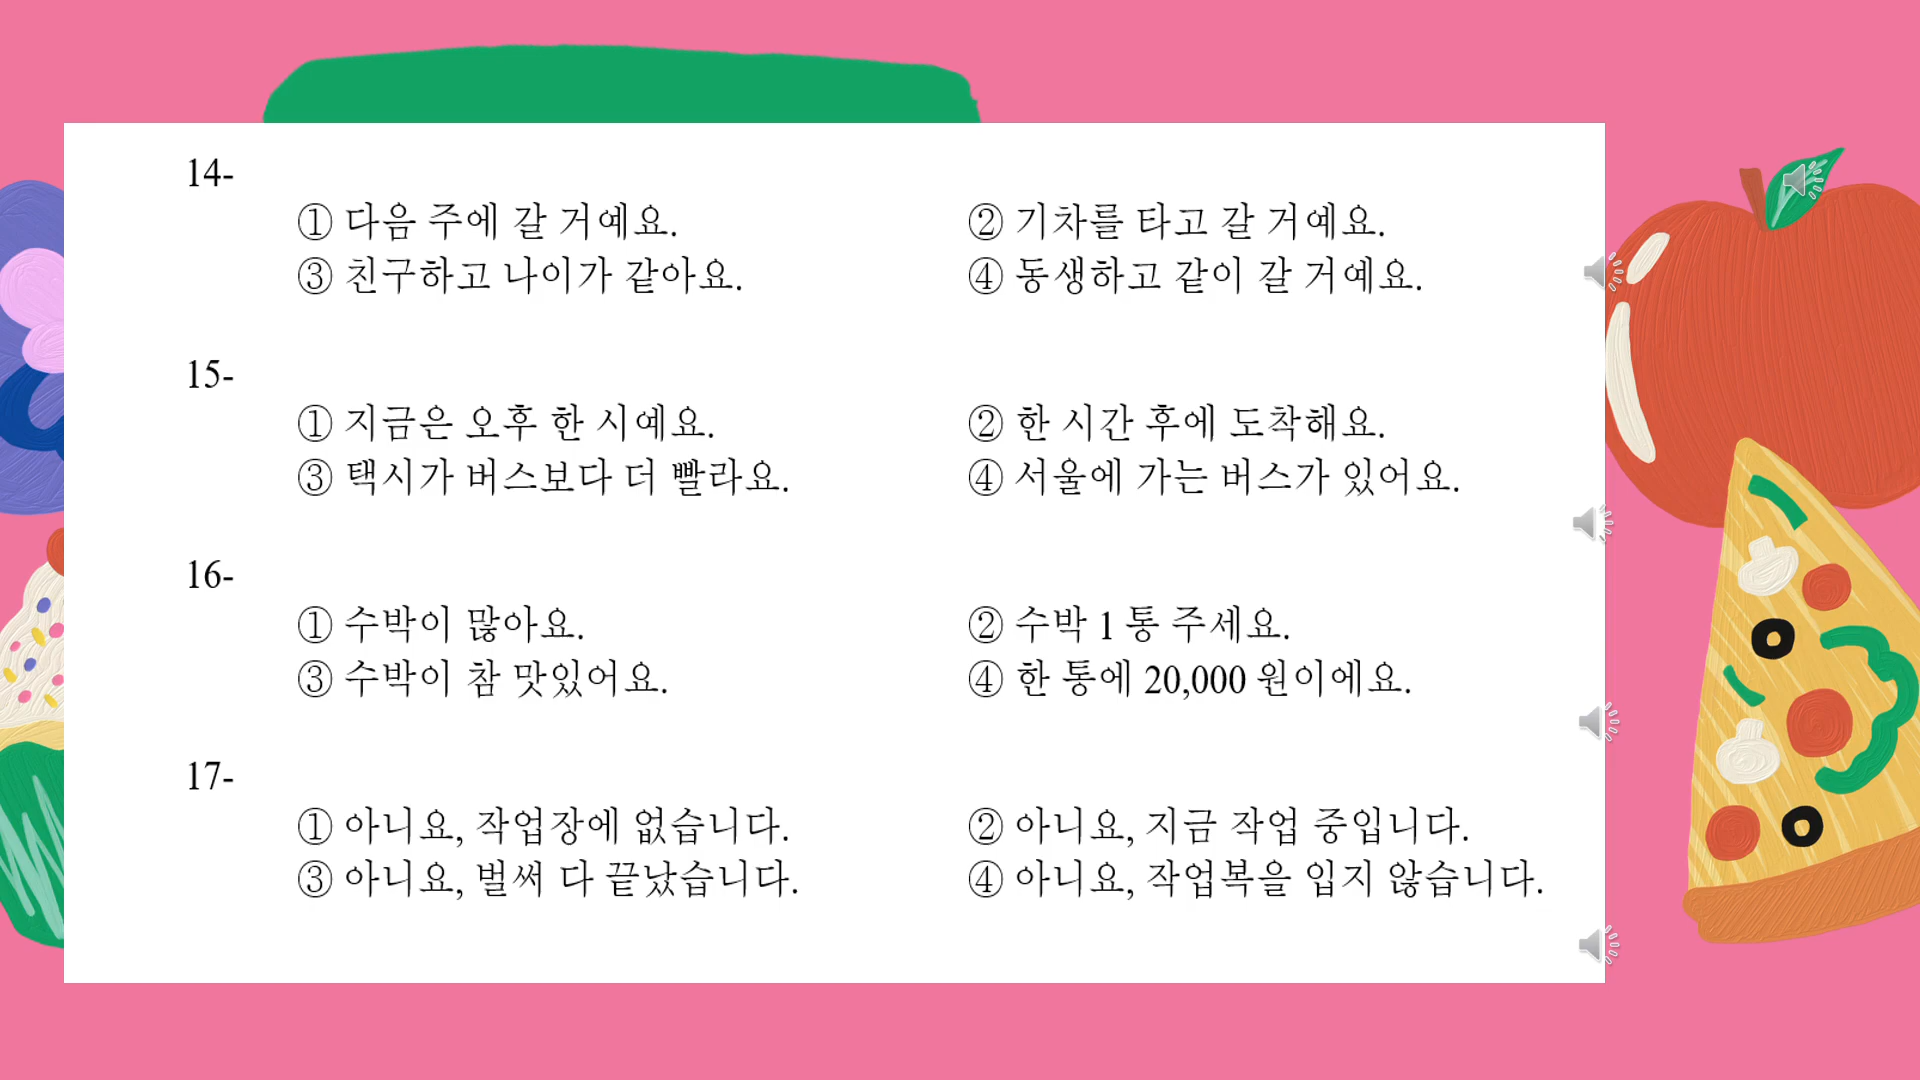 14-
① 다음 주에 갈 거예요. ② 기차를 타고 갈 거예요.
③ 친구하고 나이가 같아요. ④ 동생하고 같이 갈 거예요.
15-
① 지금은 오후 한 시예요. ② 한 시간 후에 도착해요.
③ 택시가 버스보다 더 빨라요. ④ 서울에 가는 버스가 있어요.
16-
① 수박이 많아요. ② 수박 1 통 주세요.
③ 수박이 참 맛있어요. ④ 한 통에 20,000 원이에요.
17-
① 아니요, 작업장에 없습니다. ② 아니요, 지금 작업 중입니다.
③ 아니요, 벌써 다 끝났습니다. ④ 아니요, 작업복을 입지 않습니다.